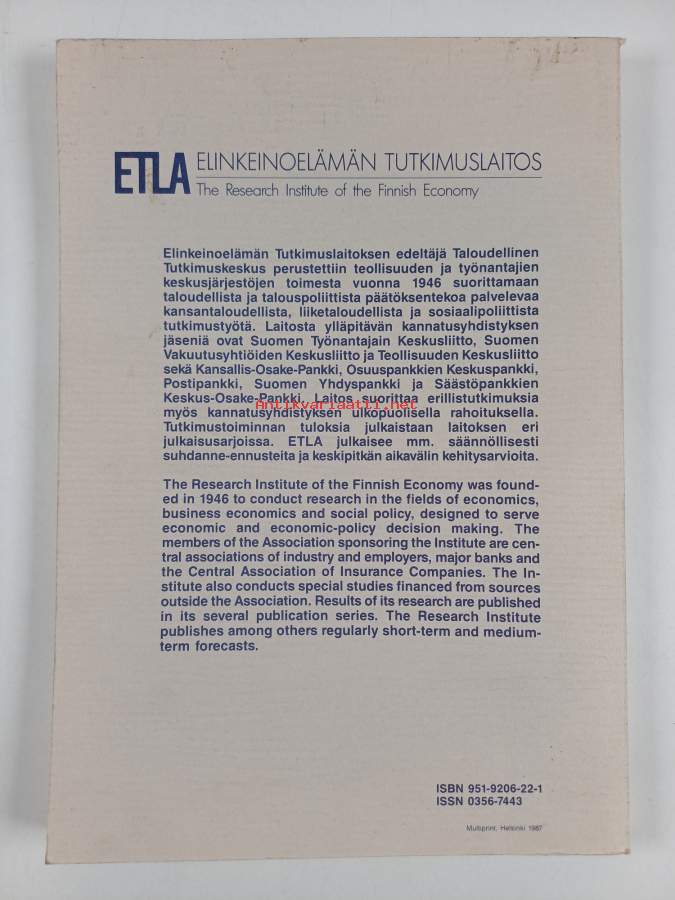 ETLA ELINKEINOELÄMÄN TUTKIMUSLAITOS
The Research Institute of the Finnish Economy
Elinkeinoelämän Tutkimuslaitoksen edeltäjä Taloudellinen
Tutkimuskeskus perustettiin teollisuuden ja työnantajien
keskusjärjestöjen toimesta vuonna 1946 suorittamaan
taloudellista ja talouspoliittista päätöksentekoa palvelevaa
kansantaloudellista, liiketaloudellista ja sosiaalipoliittista
tutkimustyötä. Laitosta ylläpitävän kannatusyhdistyksen
jäseniä ovat Suomen Työnantajain Keskusliitto, Suomen
Vakuutusyhtiöiden Keskusliitto ja Teollisuuden Keskusliitto
sekä Kansallis-Osake-Pankki, Osuuspankkien Keskuspankki,
Postipankki, Suomen Yhdyspankki ja Säästöpankkien
Keskus-Osake-Pankki. Laitos suorittaa erillistutkimuksia
Antikvariaatti.net
myös kannatusyhdistyksen ulkopuolisella rahoituksella.
Tutkimustoiminnan tuloksia julkaistaan laitoksen eri
julkaisusarjoissa. ETLA julkaisee mm. säännöllisesti
suhdanne-ennusteita ja keskipitkän aikavälin kehitysarvioita.
The Research Institute of the Finnish Economy was found-
ed in 1946 to conduct research in the fields of economics,
business economics and social policy, designed to serve
economic and economic-policy decision making. The
members of the Association sponsoring the Institute are cen-
tral associations of industry and employers, major banks and
the Central Association of Insurance Companies. The In-
stitute also conducts special studies financed from sources
outside the Association. Results of its research are published
in its several publication series. The Research Institute
publishes among others regularly short-term and medium-
term forecasts.
ISBN 951-9206-22-1
ISSN 0356-7443
Multiprint, Helsinki 1987